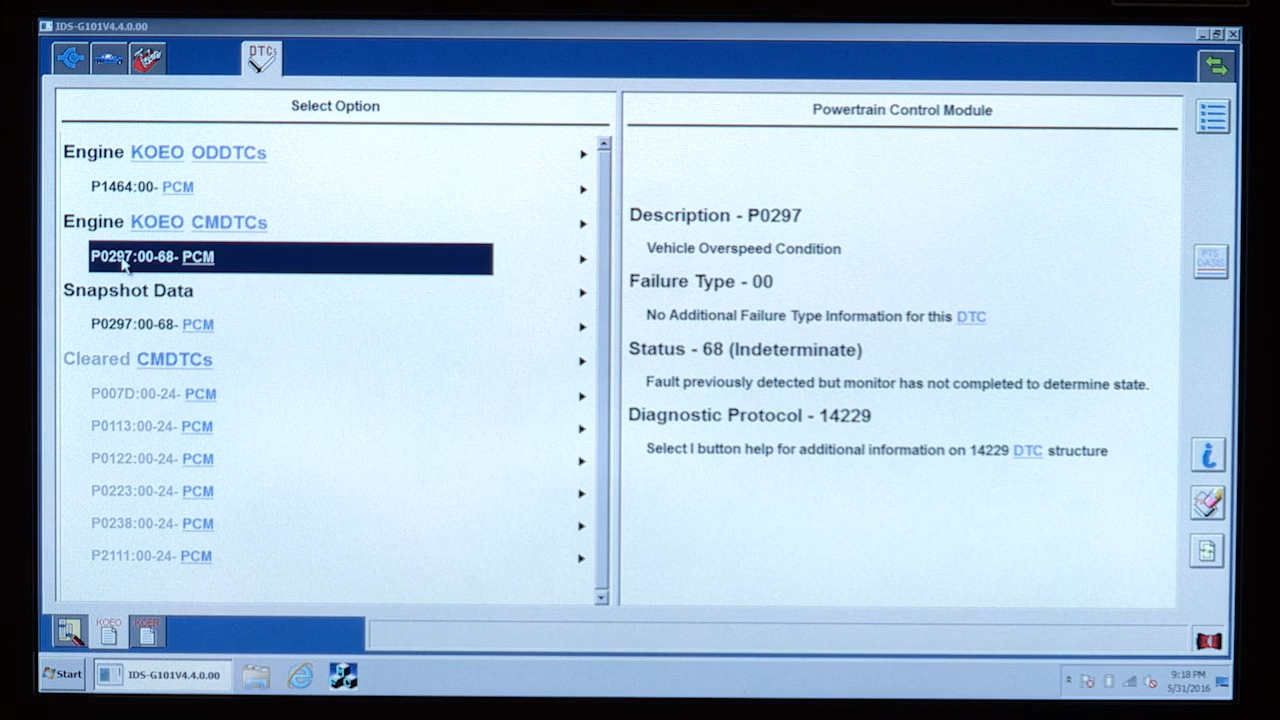 IDS-G101V4.4.0.00
DTCs
Select Option
Engine KOEO ODDTCs
P1464:00- PCM
Engine KOEO CMDTCs
P0297:00-68- PCM
Snapshot Data
P0297:00-68- PCM
Cleared CMDTCs
P007D:00-24- PCM
P0113:00-24- PCM
P0122:00-24- PCM
P0223:00-24- PCM
P0238:00-24- PCM
P2111:00-24- PCM
Powertrain Control Module
Description - P0297
Vehicle Overspeed Condition
Failure Type - 00
No Additional Failure Type Information for this DTC
Status - 68 (Indeterminate)
Fault previously detected but monitor has not completed to determine state.
Diagnostic Protocol - 14229
Select I button help for additional information on 14229 DTC structure
PTS
OASIS
i
KOEO
KOER
Start
IDS-G101V4.4.0.00
9:18 PM
5/31/2016